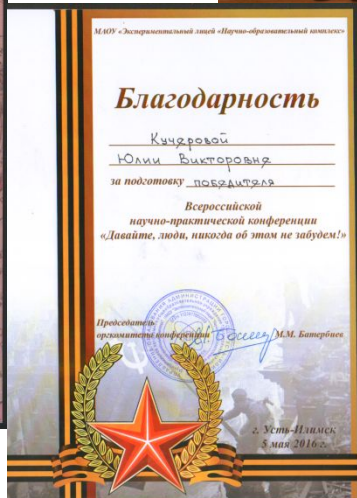 МАОУ «Экспериментальный лицей «Научно-образовательный комплекс»
Благодарность
Кучеровой
Юлии Викторовне
за подготовку победителя
Всероссийской
научно-практической конференции
«Давайте, люди, никогда об этом не забудем!»
Председатель
оргкомитета конференции М.М. Батербиев
г. Усть-Илимск
5 мая 2016 г.